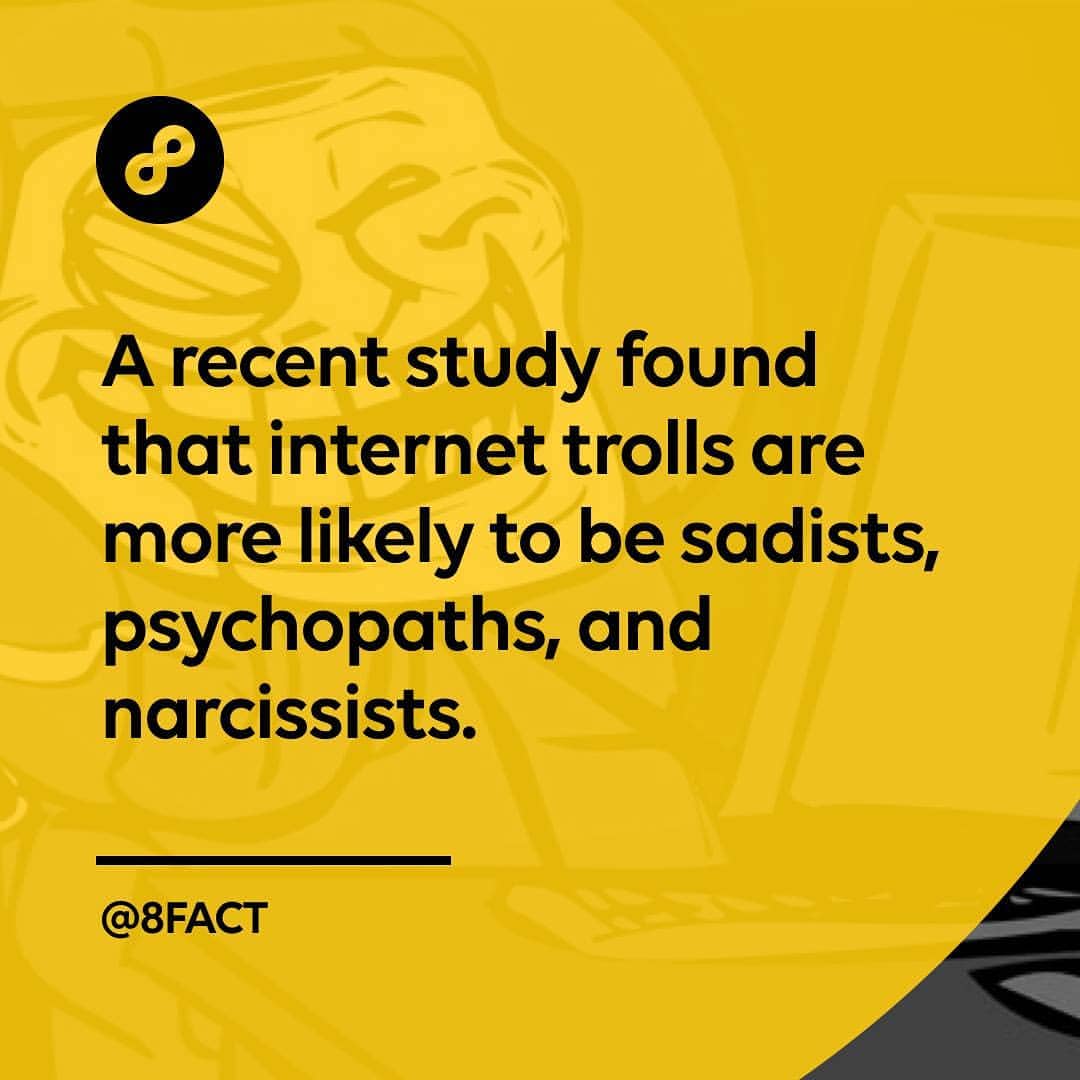 A recent study found
that internet trolls are
more likely to be sadists,
psychopaths, and
narcissists.
@8FACT